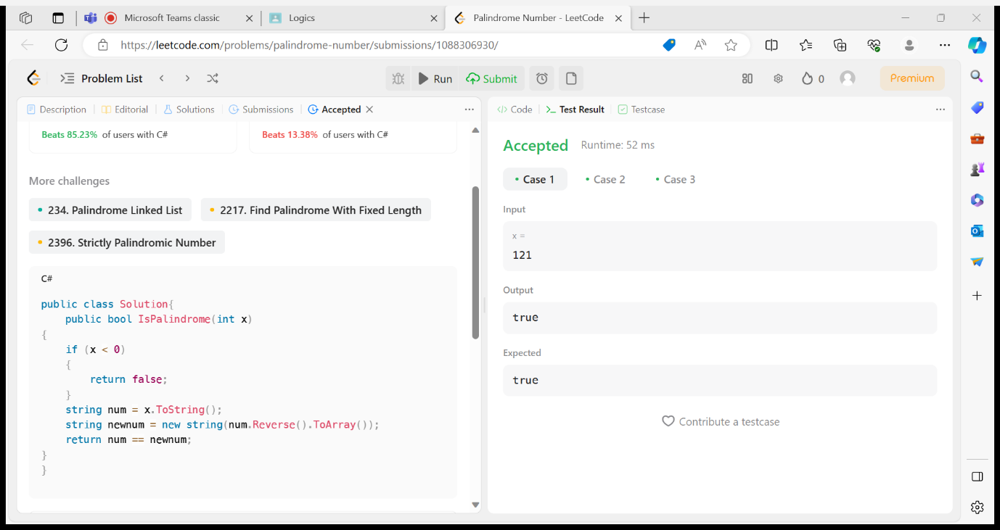 Microsoft Teams classic
Logics
Palindrome Number - LeetCode
https://leetcode.com/problems/palindrome-number/submissions/1088306930/
Problem List
Run
Submit
0
Premium
Description
Editorial
Solutions
Submissions
Accepted
Code
Test Result
Testcase
Beats 85.23% of users with C#
Beats 13.38% of users with C#
More challenges
234. Palindrome Linked List
2217. Find Palindrome With Fixed Length
2396. Strictly Palindromic Number
C#
public class Solution{
    public bool IsPalindrome(int x)
{
    if (x < 0)
    {
        return false;
    }
    string num = x.ToString();
    string newnum = new string(num.Reverse().ToArray());
    return num == newnum;
}
}
Accepted
Runtime: 52 ms
Case 1
Case 2
Case 3
Input
x =
121
Output
true
Expected
true
Contribute a testcase